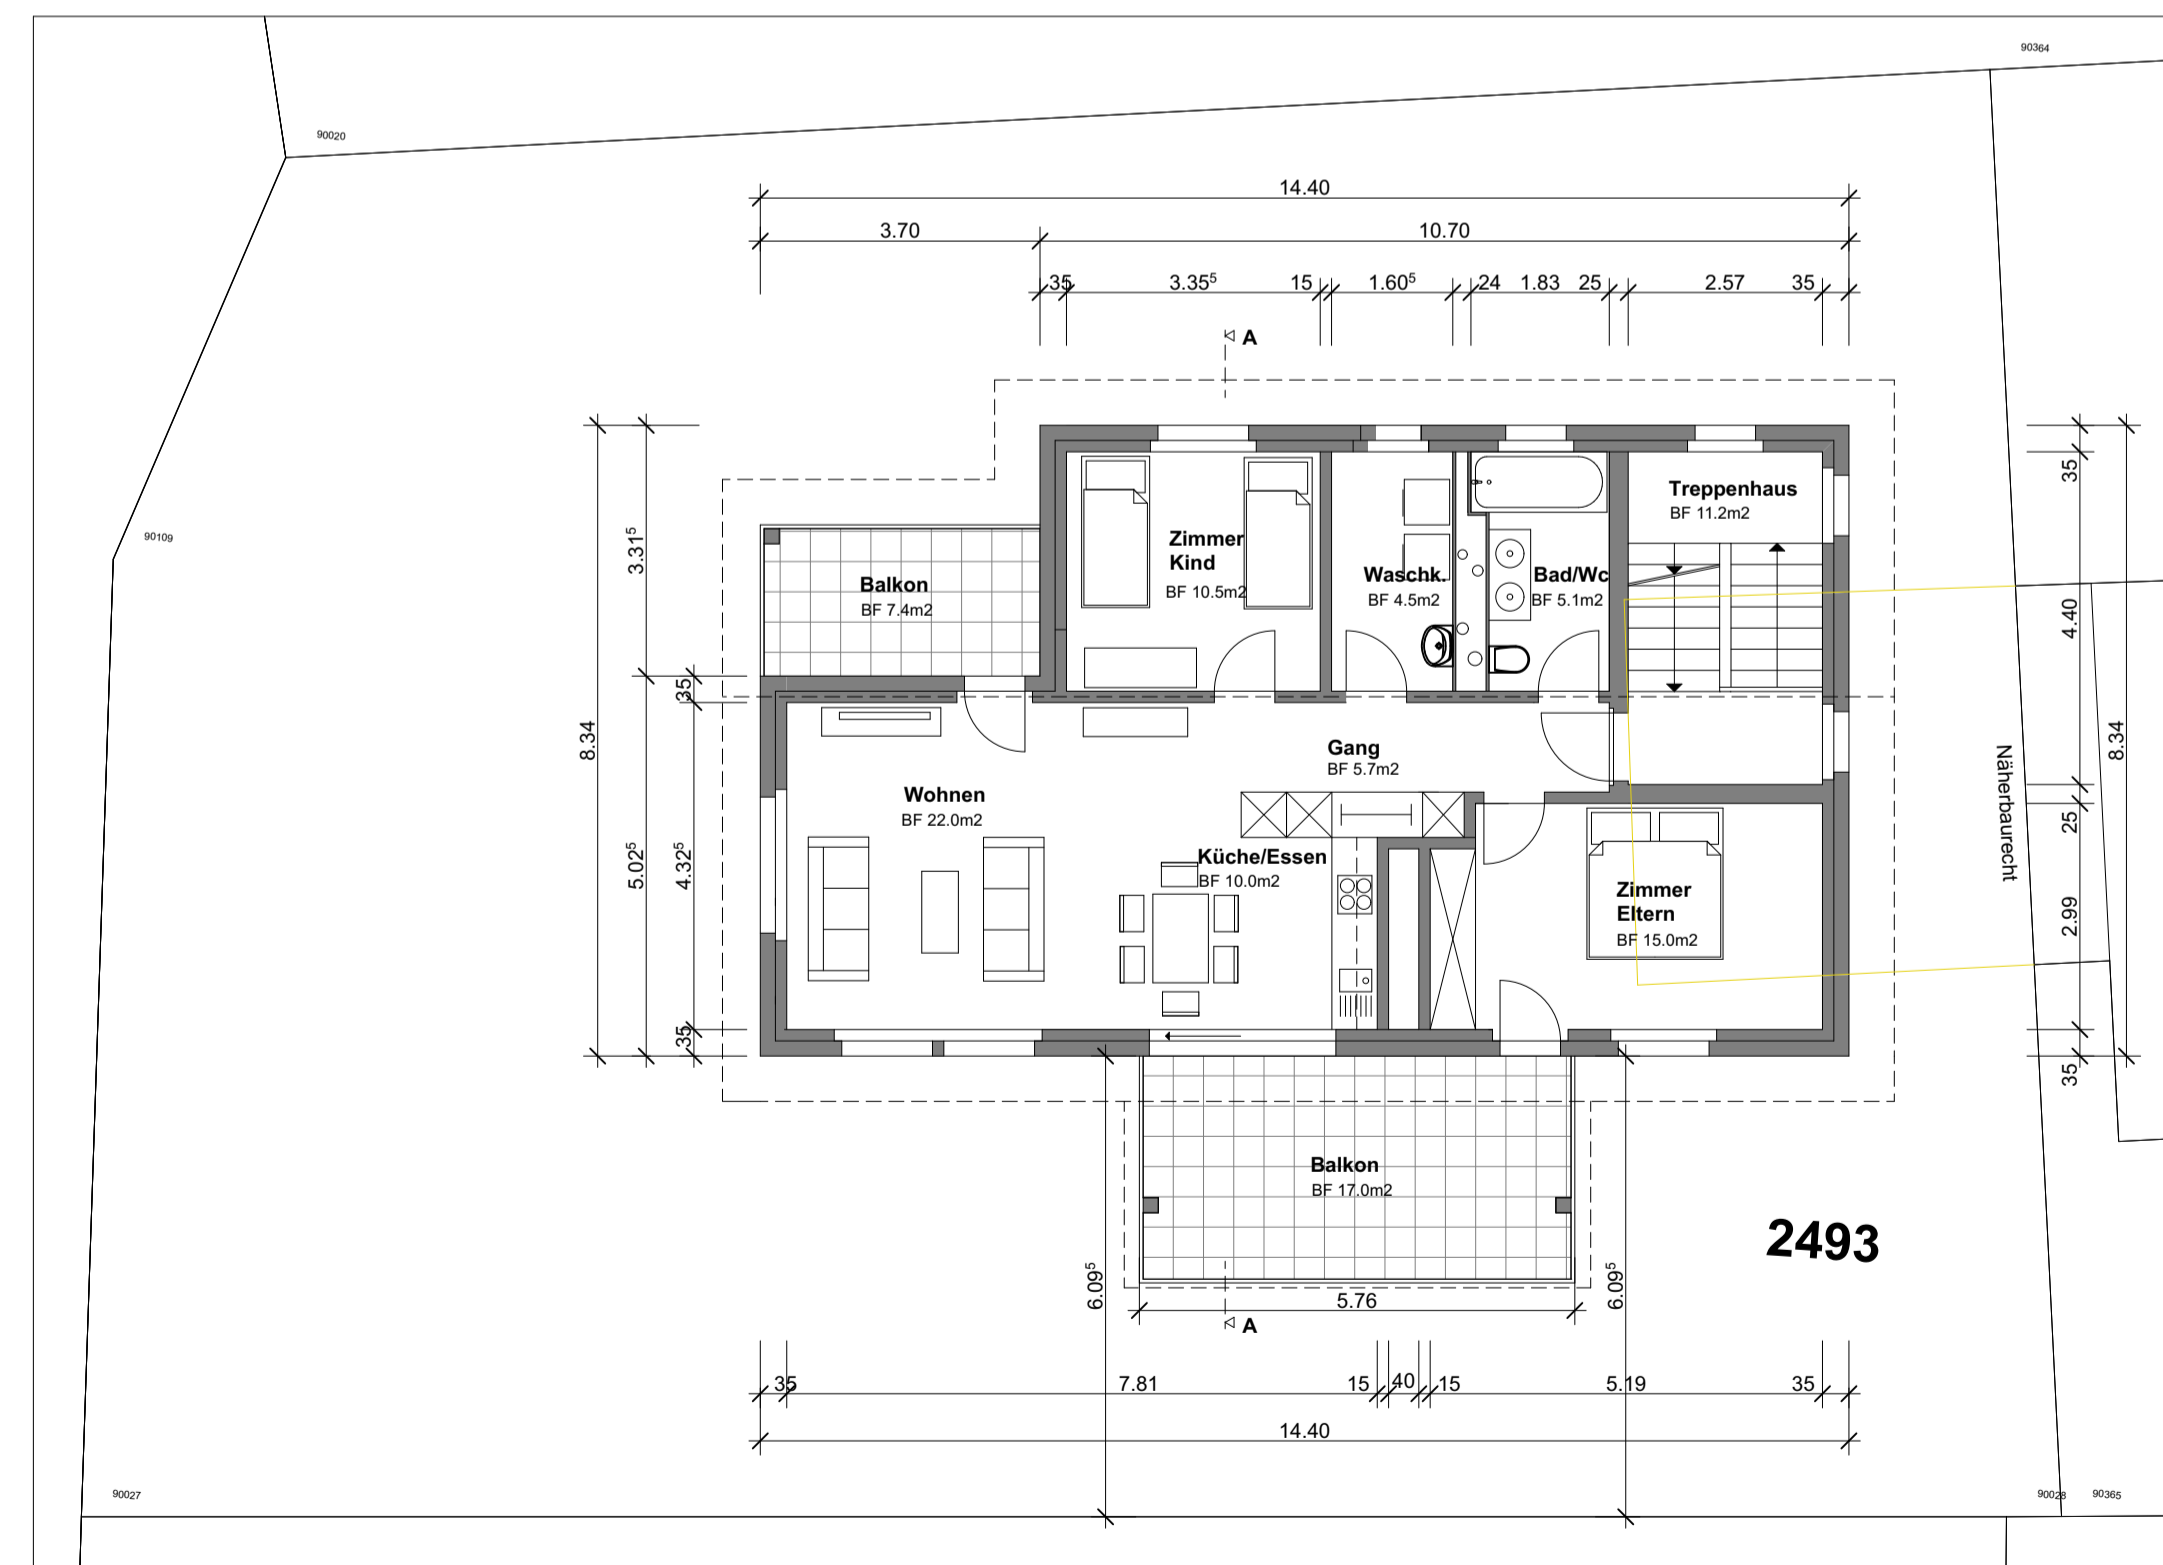 90364
90020
14.40
3.70 10.70
35 3.35⁵ 15 1.60⁵ 24 1.83 25 2.57 35
A
35
Treppenhaus
BF 11.2m2
90109
3.31⁵
Zimmer
Kind
BF 10.5m2
Balkon
BF 7.4m2
Waschk.
BF 4.5m2
Bad/Wc
BF 5.1m2
4.40
35
8.34
8.34
Gang
BF 5.7m2
Näherbaurecht
Wohnen
BF 22.0m2
25
5.02⁵
4.32⁵
Küche/Essen
BF 10.0m2
Zimmer
Eltern
BF 15.0m2
2.99
35
35
Balkon
BF 17.0m2
2493
6.09⁵
6.09⁵
5.76
A
35 7.81 15 40 15 5.19 35
14.40
90027
90028 90365